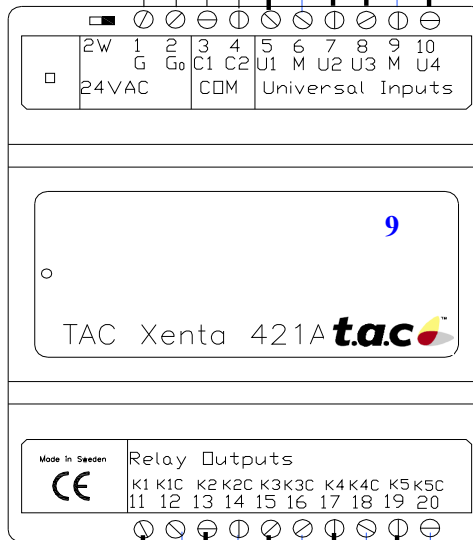 2W 1 2 3 4 5 6 7 8 9 10
G G0 C1 C2 U1 M U2 U3 M U4
24VAC COM Universal Inputs
9
TAC Xenta 421A t.a.c ™
Made in Sweden
CE
Relay Outputs
K1 K1C K2 K2C K3 K3C K4 K4C K5 K5C
11 12 13 14 15 16 17 18 19 20